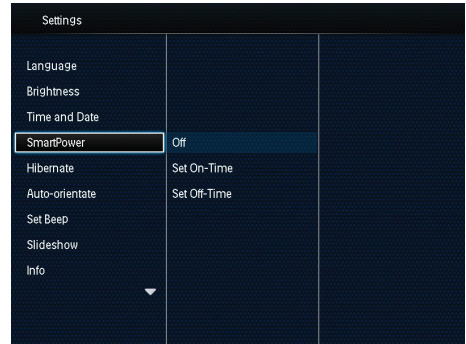 Settings
Language
Brightness
Time and Date
SmartPower
Off
Hibernate
Set On-Time
Auto-orientate
Set Off-Time
Set Beep
Slideshow
Info